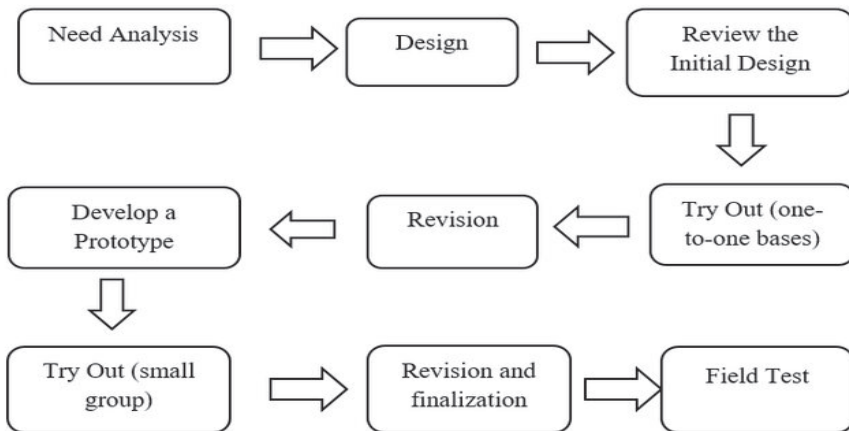 Need Analysis
Design
Review the
Initial Design
Try Out (one-
to-one bases)
Revision
Develop a
Prototype
Try Out (small
group)
Revision and
finalization
Field Test